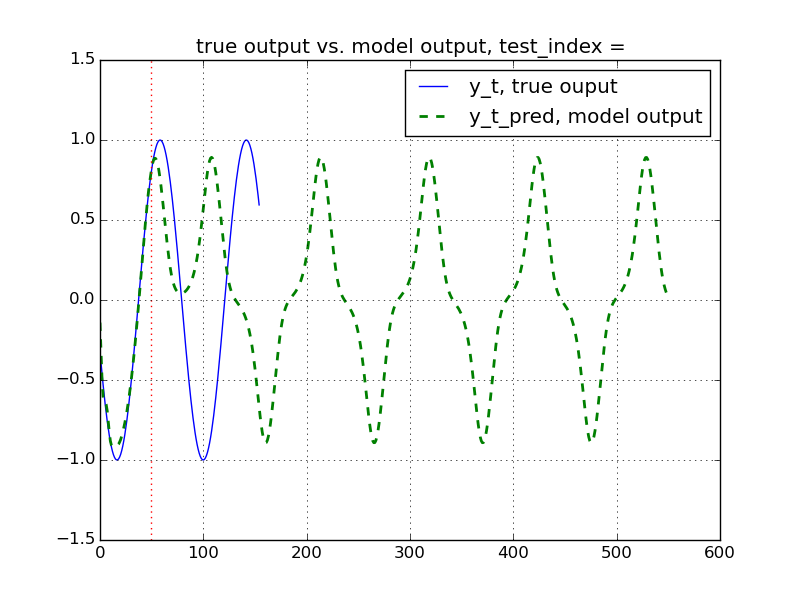 true output vs. model output, test_index =
1.5
y_t, true ouput
y_t_pred, model output
1.0
0.5
0.0
−0.5
−1.0
−1.5
0 100 200 300 400 500 600